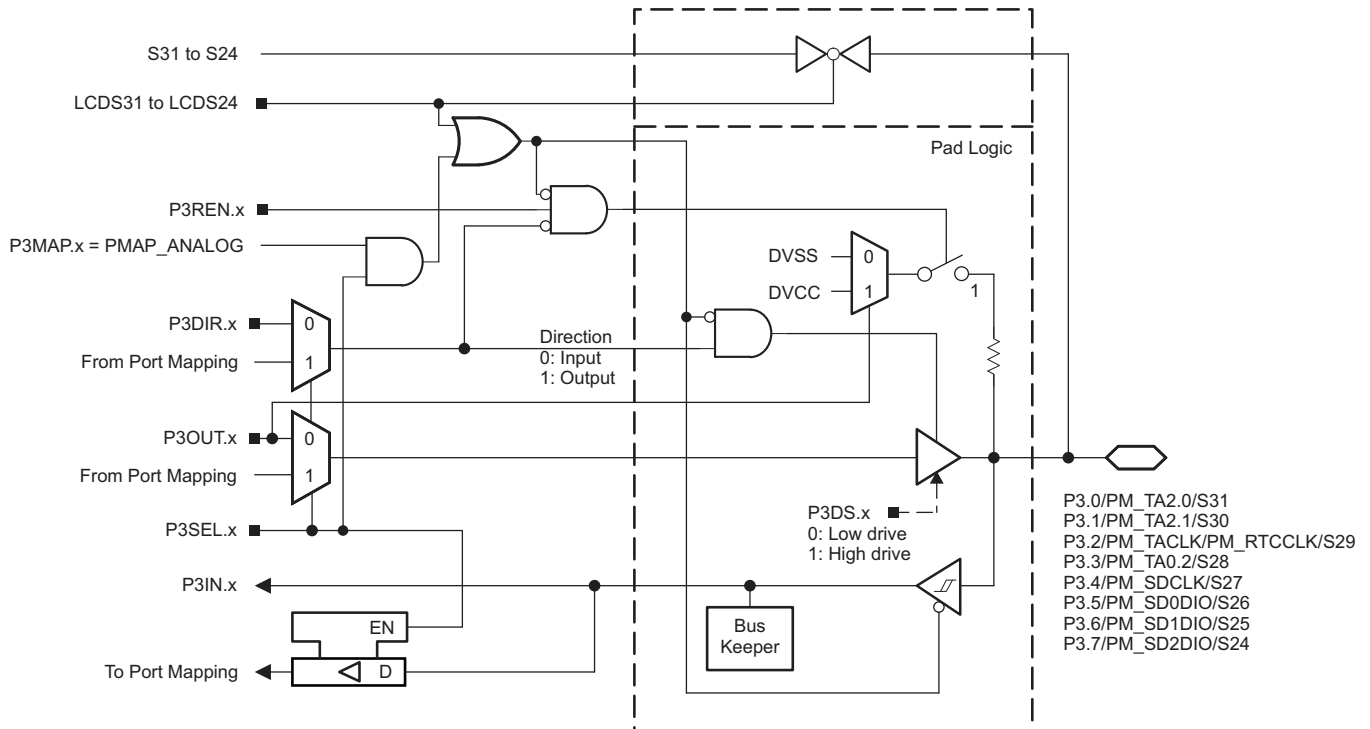 S31 to S24
LCDS31 to LCDS24
Pad Logic
P3REN.x
P3MAP.x = PMAP_ANALOG
DVSS
0
DVCC
1
1
P3DIR.x
0
From Port Mapping
1
Direction
0: Input
1: Output
P3OUT.x
0
From Port Mapping
1
P3SEL.x
P3DS.x
0: Low drive
1: High drive
P3.0/PM_TA2.0/S31
P3.1/PM_TA2.1/S30
P3.2/PM_TACLK/PM_RTCCLK/S29
P3.3/PM_TA0.2/S28
P3.4/PM_SDCLK/S27
P3.5/PM_SD0DIO/S26
P3.6/PM_SD1DIO/S25
P3.7/PM_SD2DIO/S24
P3IN.x
EN
Bus
Keeper
To Port Mapping
D